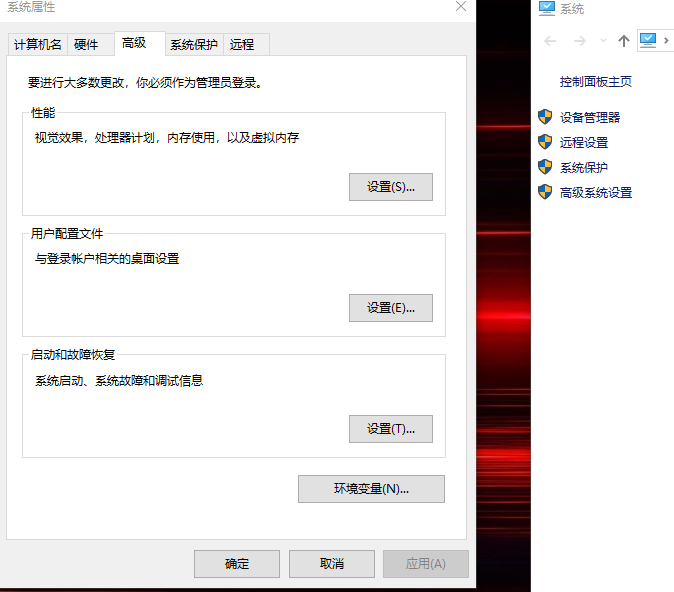 系统属性
计算机名 硬件 高级 系统保护 远程
要进行大多数更改，你必须作为管理员登录。
性能
视觉效果，处理器计划，内存使用，以及虚拟内存
设置(S)...
用户配置文件
与登录帐户相关的桌面设置
设置(E)...
启动和故障恢复
系统启动、系统故障和调试信息
设置(T)...
环境变量(N)...
确定 取消 应用(A)
系统
控制面板主页
设备管理器
远程设置
系统保护
高级系统设置